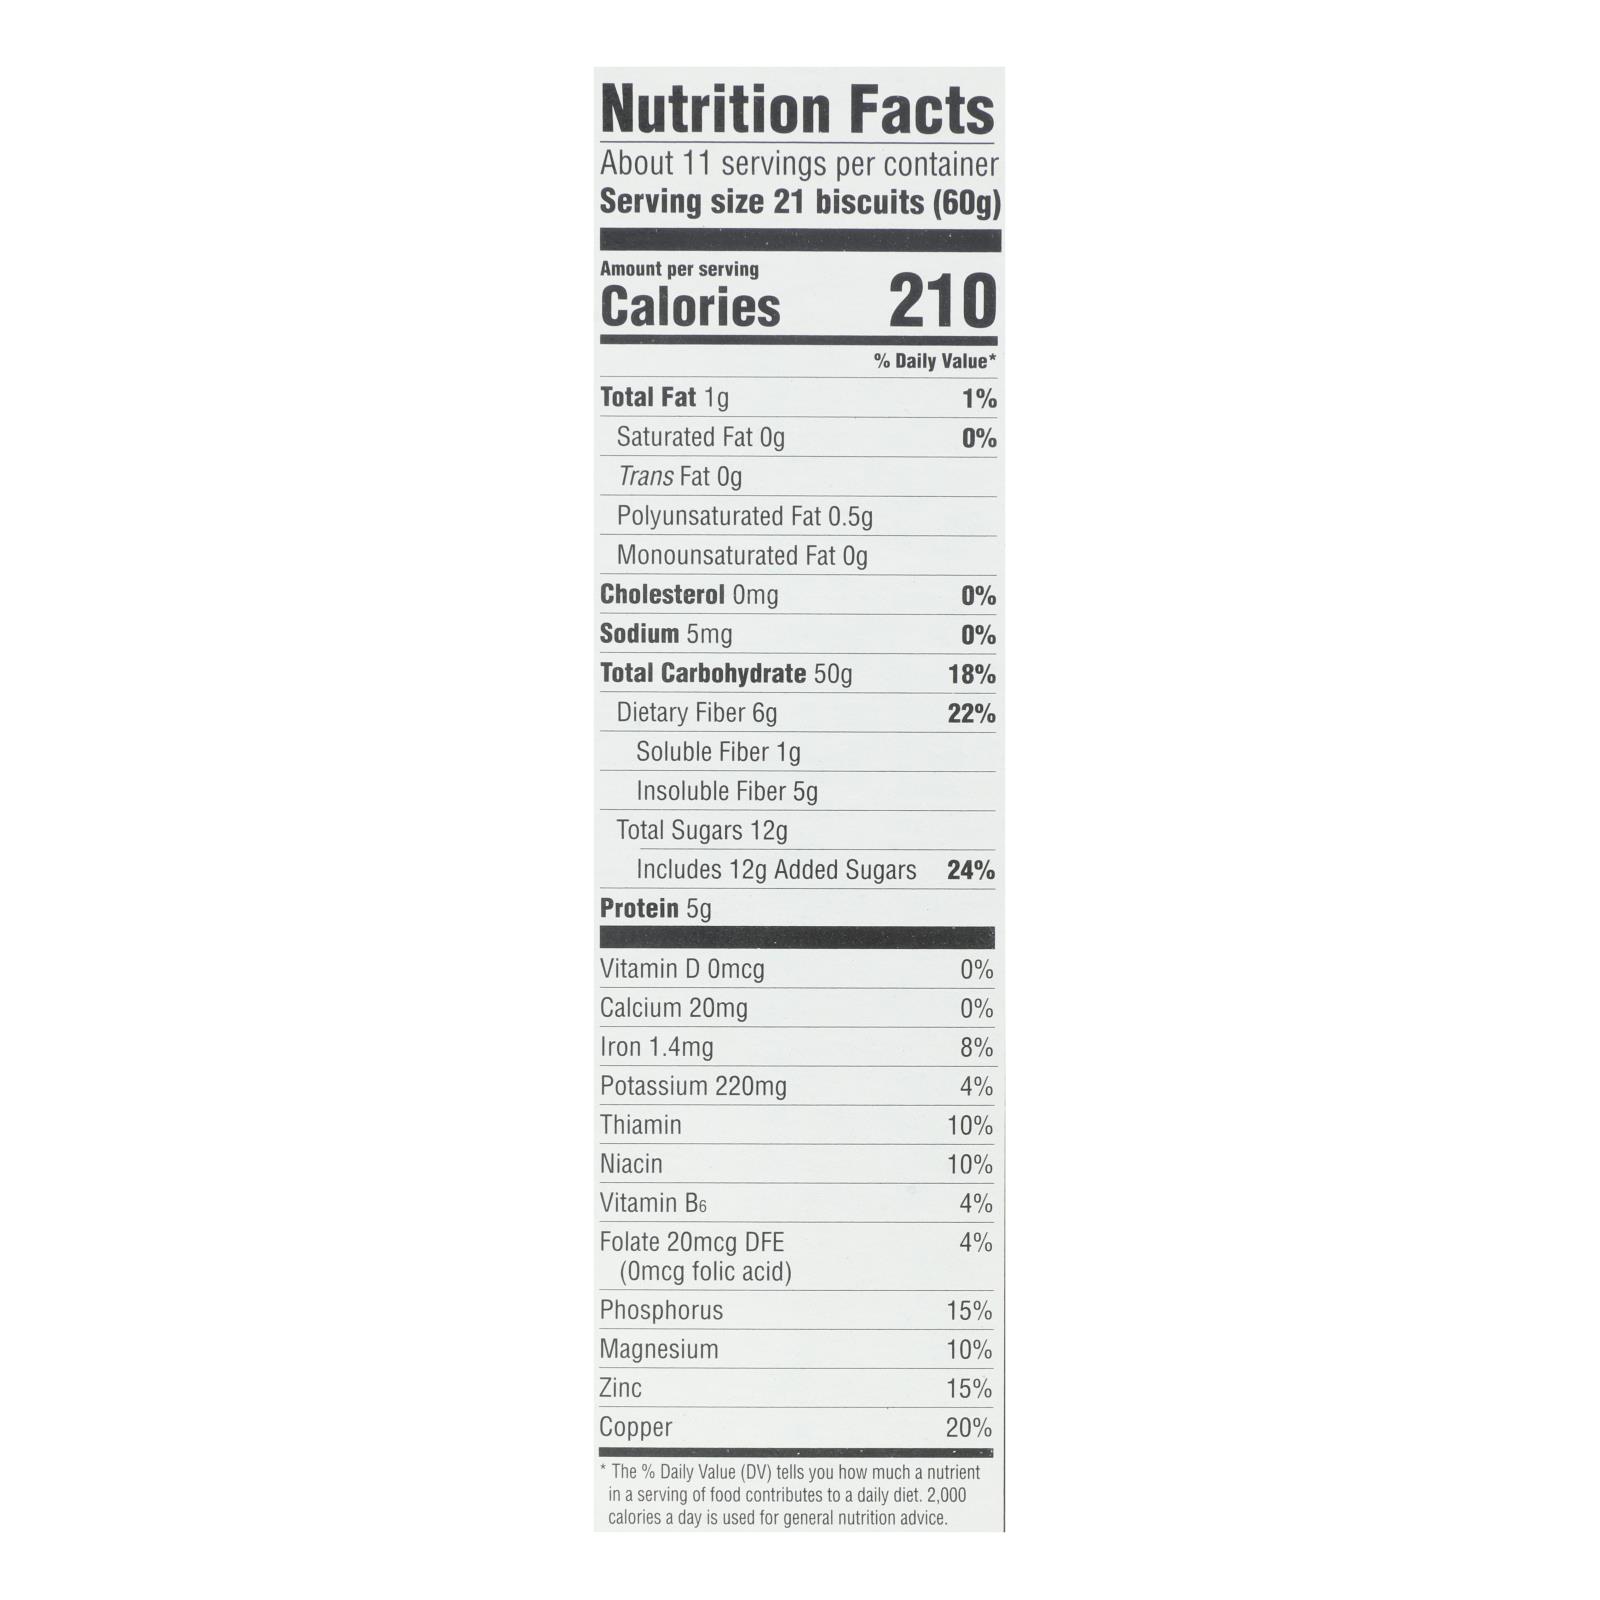 Nutrition Facts
About 11 servings per container
Serving size 21 biscuits (60g)
Amount per serving
Calories 210
% Daily Value*
Total Fat 1g 1%
Saturated Fat 0g 0%
Trans Fat 0g
Polyunsaturated Fat 0.5g
Monounsaturated Fat 0g
Cholesterol 0mg 0%
Sodium 5mg 0%
Total Carbohydrate 50g 18%
Dietary Fiber 6g 22%
Soluble Fiber 1g
Insoluble Fiber 5g
Total Sugars 12g
Includes 12g Added Sugars 24%
Protein 5g
Vitamin D 0mcg 0%
Calcium 20mg 0%
Iron 1.4mg 8%
Potassium 220mg 4%
Thiamin 10%
Niacin 10%
Vitamin B6 4%
Folate 20mcg DFE 4%
(0mcg folic acid)
Phosphorus 15%
Magnesium 10%
Zinc 15%
Copper 20%
* The % Daily Value (DV) tells you how much a nutrient
in a serving of food contributes to a daily diet. 2,000
calories a day is used for general nutrition advice.